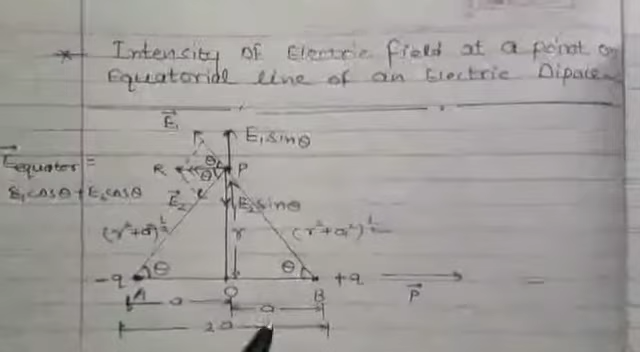 * Intensity OF Electric field at a point on
Equatorial line of an Electric Dipole
E₁
E₁sinθ
E equator =
E₁cosθ + E₂cosθ
R
θ
θ
P
E₂
E₂sinθ
(r²+a²)^½
r
(r²+a²)^½
-q
θ
θ
+q
A
O
B
P
a
a
2a